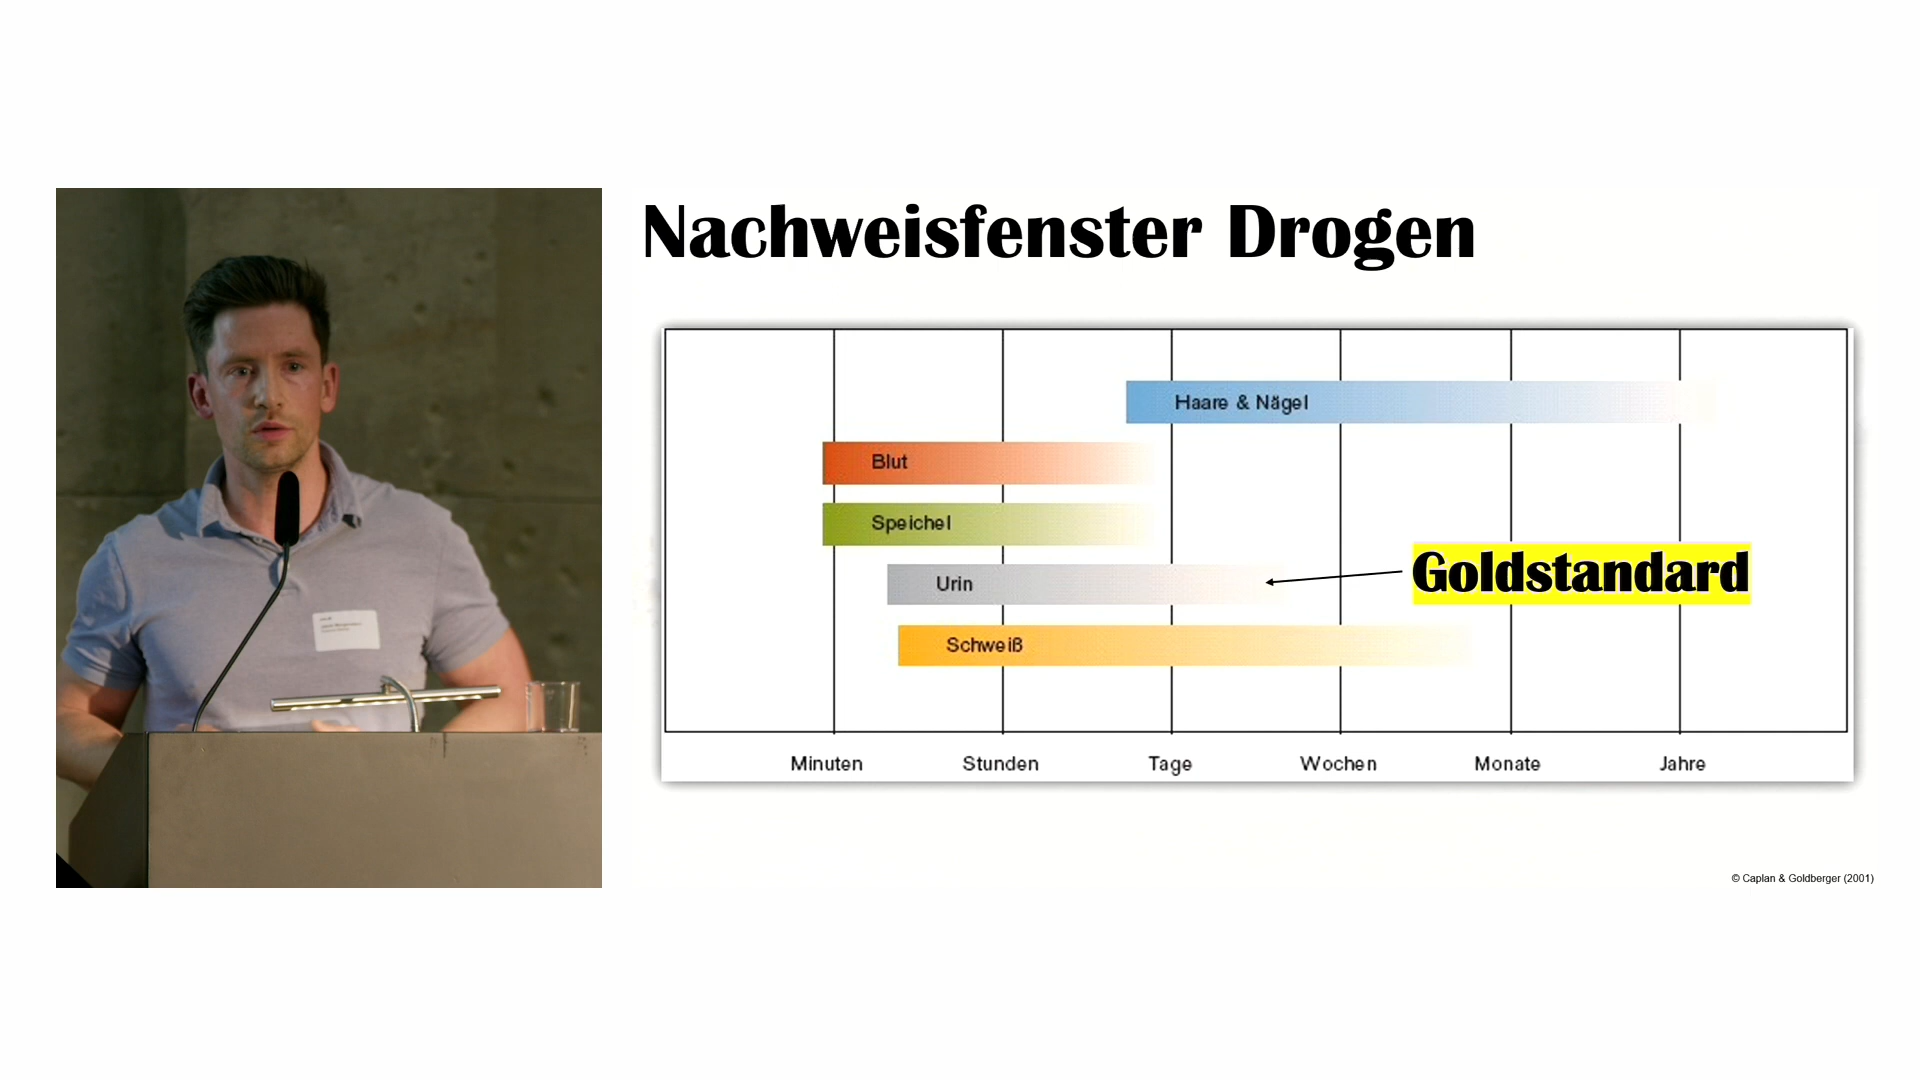 Nachweisfenster Drogen
Haare & Nägel
Blut
Speichel
Urin
Goldstandard
Schweiß
Minuten Stunden Tage Wochen Monate Jahre
© Caplan & Goldberger (2001)